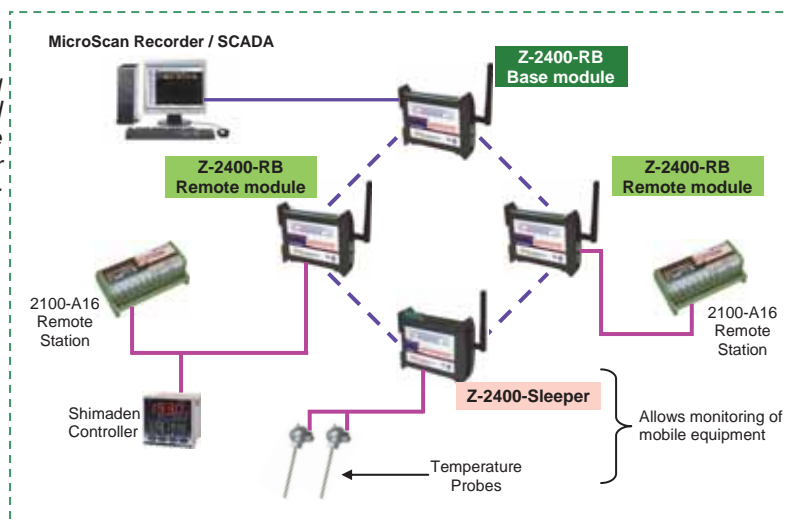 MicroScan Recorder / SCADA
Z-2400-RB
Base module
Z-2400-RB
Remote module
Z-2400-RB
Remote module
2100-A16
Remote
Station
2100-A16
Remote
Station
Shimaden
Controller
Z-2400-Sleeper
Allows monitoring of
mobile equipment
Temperature
Probes